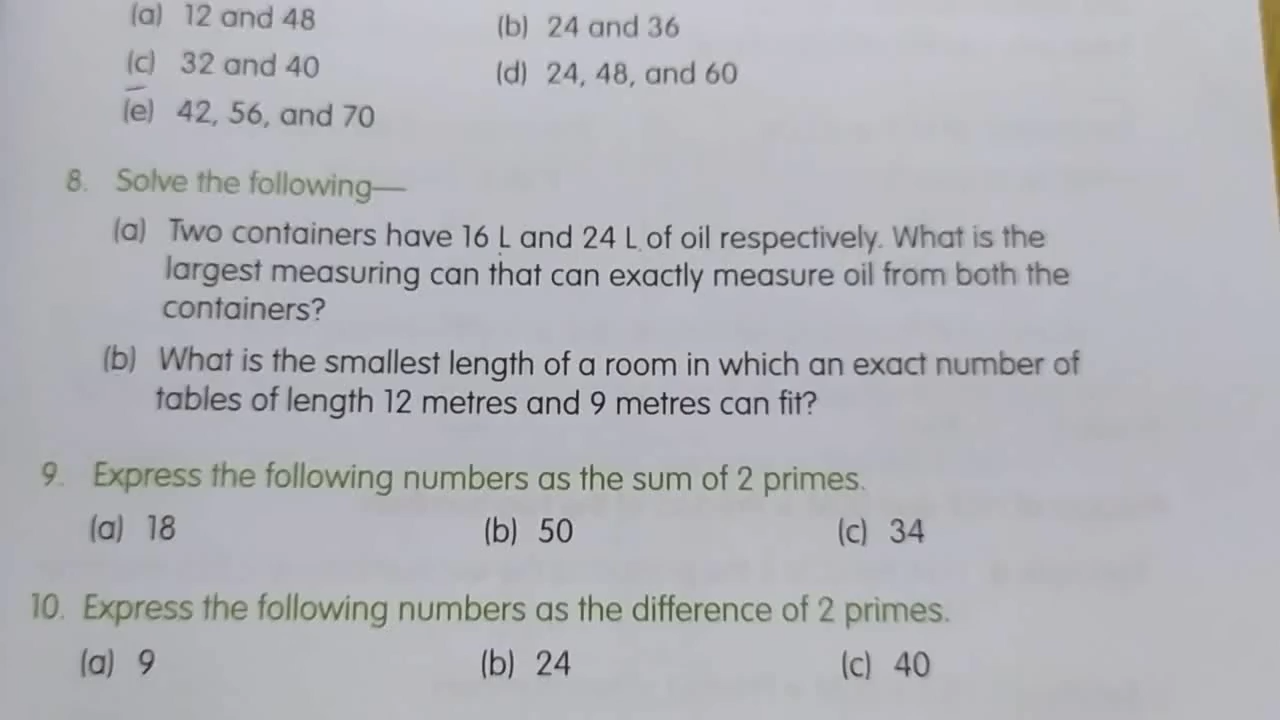 (a) 12 and 48 (b) 24 and 36
(c) 32 and 40 (d) 24, 48, and 60
(e) 42, 56, and 70
8. Solve the following—
(a) Two containers have 16 L and 24 L of oil respectively. What is the
largest measuring can that can exactly measure oil from both the
containers?
(b) What is the smallest length of a room in which an exact number of
tables of length 12 metres and 9 metres can fit?
9. Express the following numbers as the sum of 2 primes.
(a) 18 (b) 50 (c) 34
10. Express the following numbers as the difference of 2 primes.
(a) 9 (b) 24 (c) 40